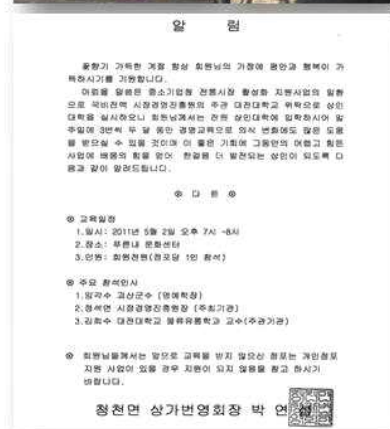 알 림
꽃향기 가득한 계절 항상 회원님의 가정에 평안과 행복이 가
득하시기를 기원합니다.
아뢰올 말씀은 중소기업청 전통시장 활성화 지원사업의 일환
으로 국비전액 시장경영진흥원의 주관 대전대학교 위탁으로 상인
대학을 실시하오니 회원님께서는 전원 상인대학에 입학하시어 일
주일에 3번씩 두 달 동안 경영교육으로 의식 변화에도 많은 도움
을 받으실 수 있을 것이며 이 좋은 기회에 그동안의 어렵고 힘든
사업에 배움의 힘을 얻어 한걸음 더 발전되는 상인이 되도록 다
음과 같이 알려드립니다.
◎ 다 음 ◎
◎ 교육일정
1.일시: 2011년 5월 2일 오후 7시 -8시
2.장소: 푸른내 문화센터
3.인원: 회원전원(점포당 1인 참석)
◎ 주요 참석인사
1.임각수 괴산군수 (명예학장)
2.정석연 시장경영진흥원장 (주최기관)
3.김희수 대전대학교 물류유통학과 교수(주관기관)
◎ 회원님들께서는 앞으로 교육을 받지 않으신 점포는 개인점포
지원 사업이 있을 경우 지원이 되지 않음을 참고 하시기
바랍니다.
청천면 상가번영회장 박 연